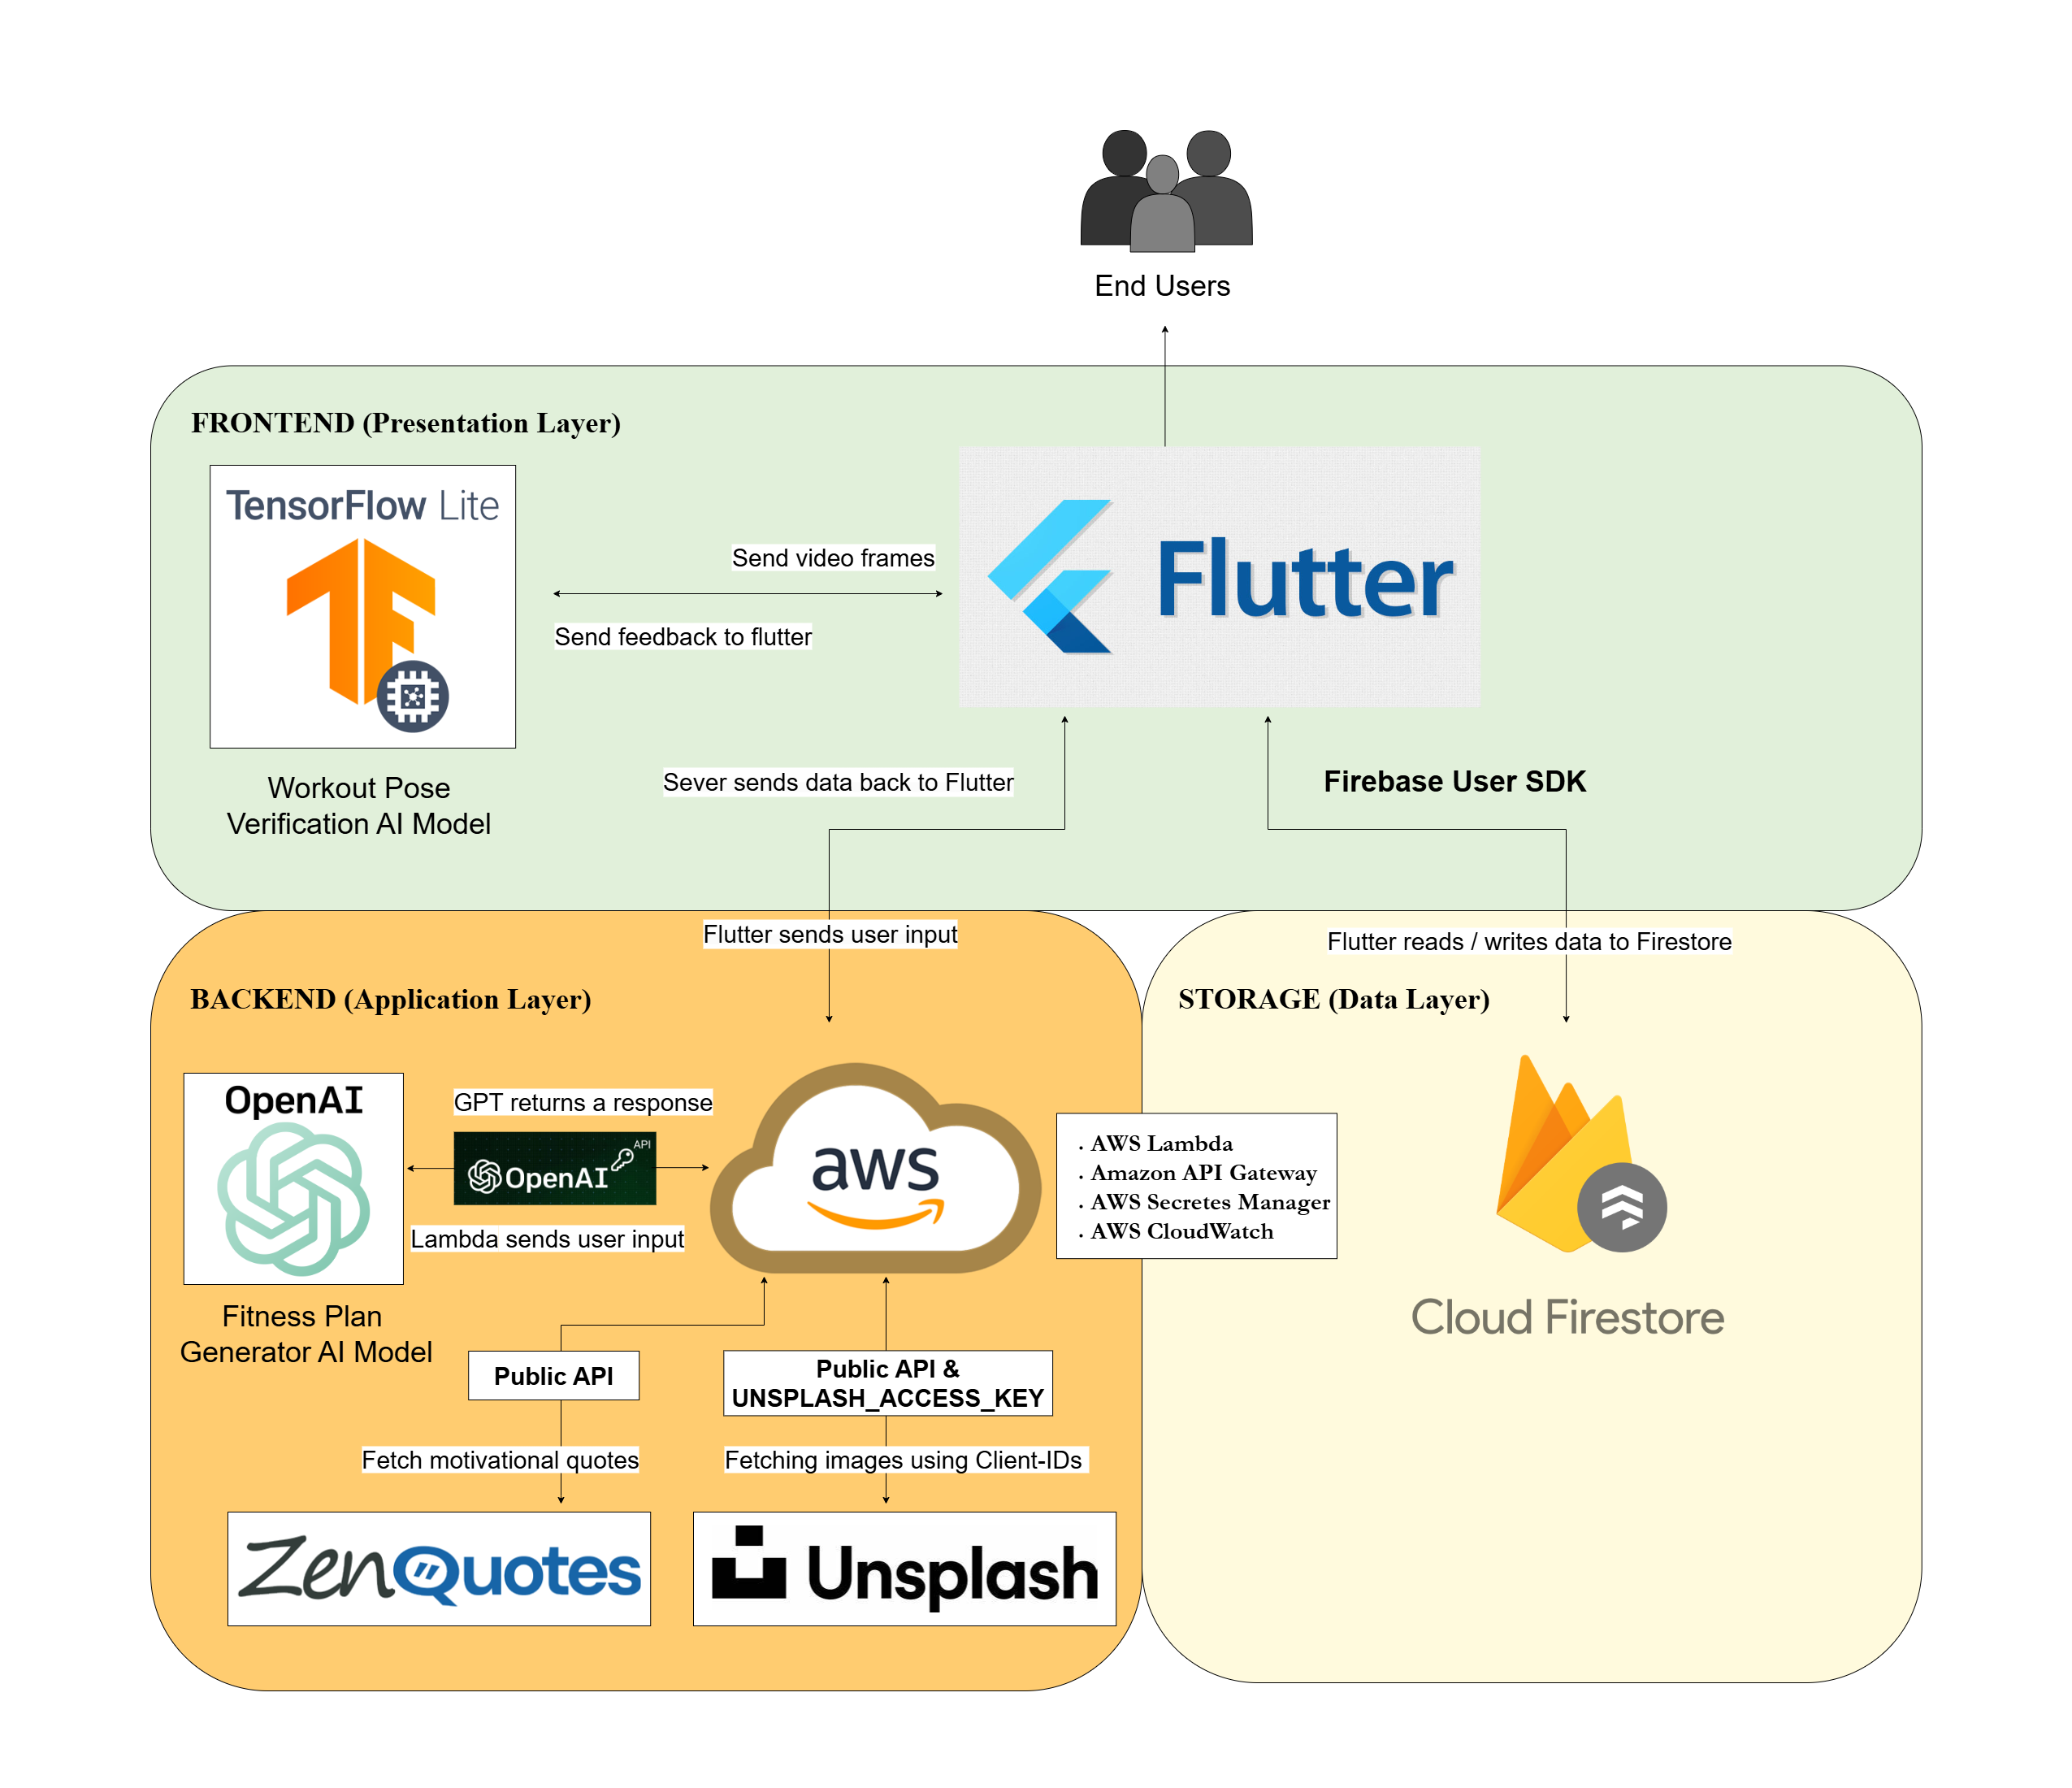 End Users
FRONTEND (Presentation Layer)
TensorFlow Lite
Flutter
Send video frames
Send feedback to flutter
Workout Pose
Verification AI Model
Sever sends data back to Flutter
Firebase User SDK
Flutter sends user input
Flutter reads / writes data to Firestore
BACKEND (Application Layer)
STORAGE (Data Layer)
OpenAI
GPT returns a response
OpenAI API
Lambda sends user input
Fitness Plan
Generator AI Model
aws
. AWS Lambda
. Amazon API Gateway
. AWS Secretes Manager
. AWS CloudWatch
Cloud Firestore
Public API
Public API &
UNSPLASH_ACCESS_KEY
Fetch motivational quotes
Fetching images using Client-IDs
ZenQuotes
Unsplash